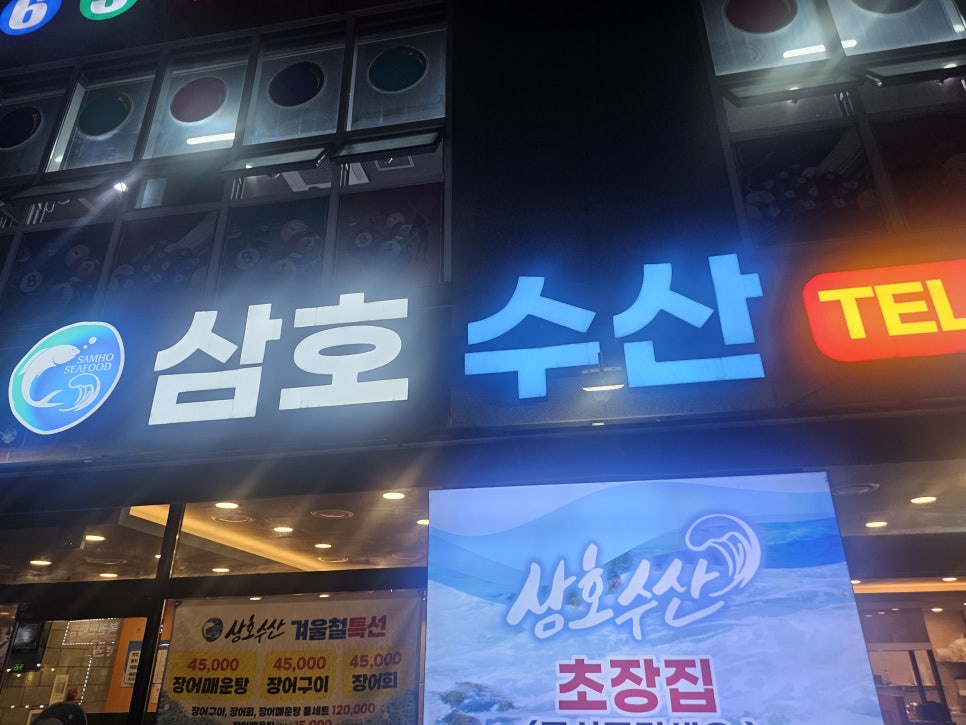 6
SAMHO
SEAFOOD
삼호수산
TEL
삼호수산
초장집
삼호수산 겨울철특선
45,000 45,000 45,000
장어매운탕 장어구이 장어회
장어구이, 장어회, 장어매운탕 풀세트 120,000